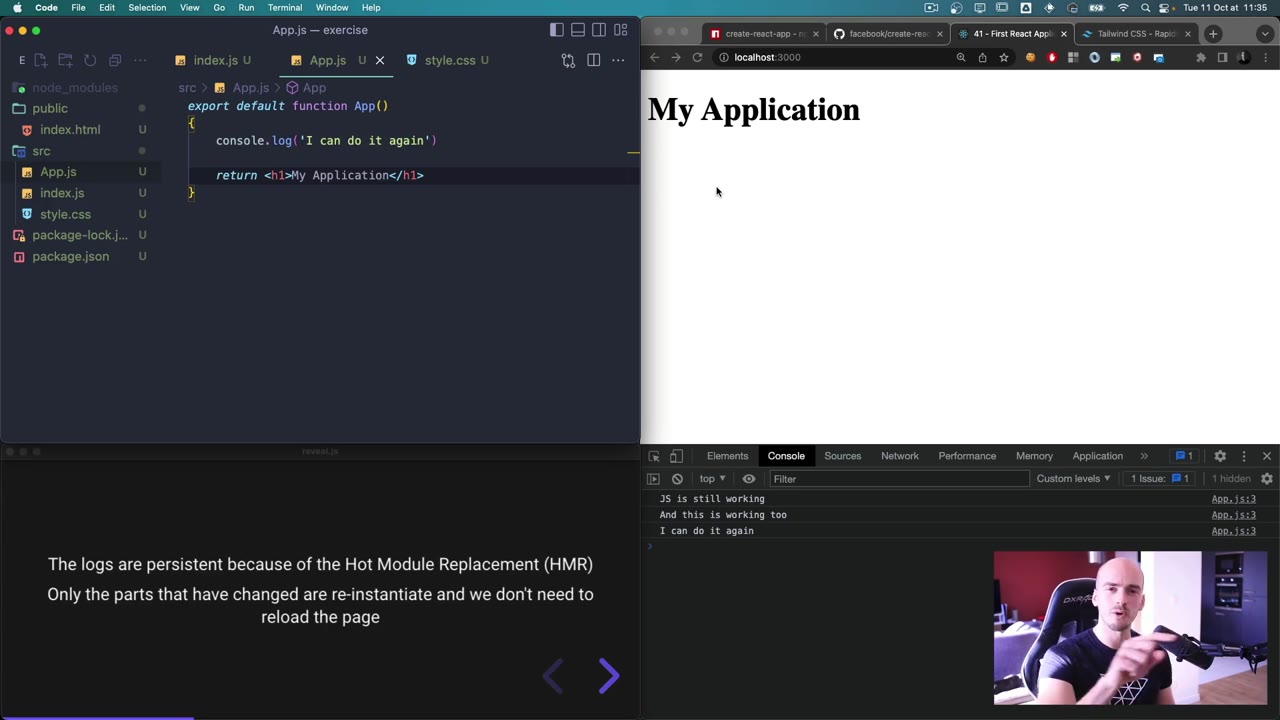 Code File Edit Selection View Go Run Terminal Window Help
Tue 11 Oct at 11:35
App.js — exercise
E
index.js U
App.js U
style.css U
node_modules
public
index.html U
src
App.js U
index.js U
style.css U
package-lock.j... U
package.json U
src > App.js > App
export default function App()
{
console.log('I can do it again')
return <h1>My Application</h1>
}
create-react-app - np
facebook/create-reac
41 - First React Appli
Tailwind CSS - Rapid
localhost:3000
My Application
Elements Console Sources Network Performance Memory Application » 1
top Filter Custom levels 1 Issue: 1 1 hidden
JS is still working App.js:3
And this is working too App.js:3
I can do it again App.js:3
reveal.js
The logs are persistent because of the Hot Module Replacement (HMR)
Only the parts that have changed are re-instantiate and we don't need to
reload the page